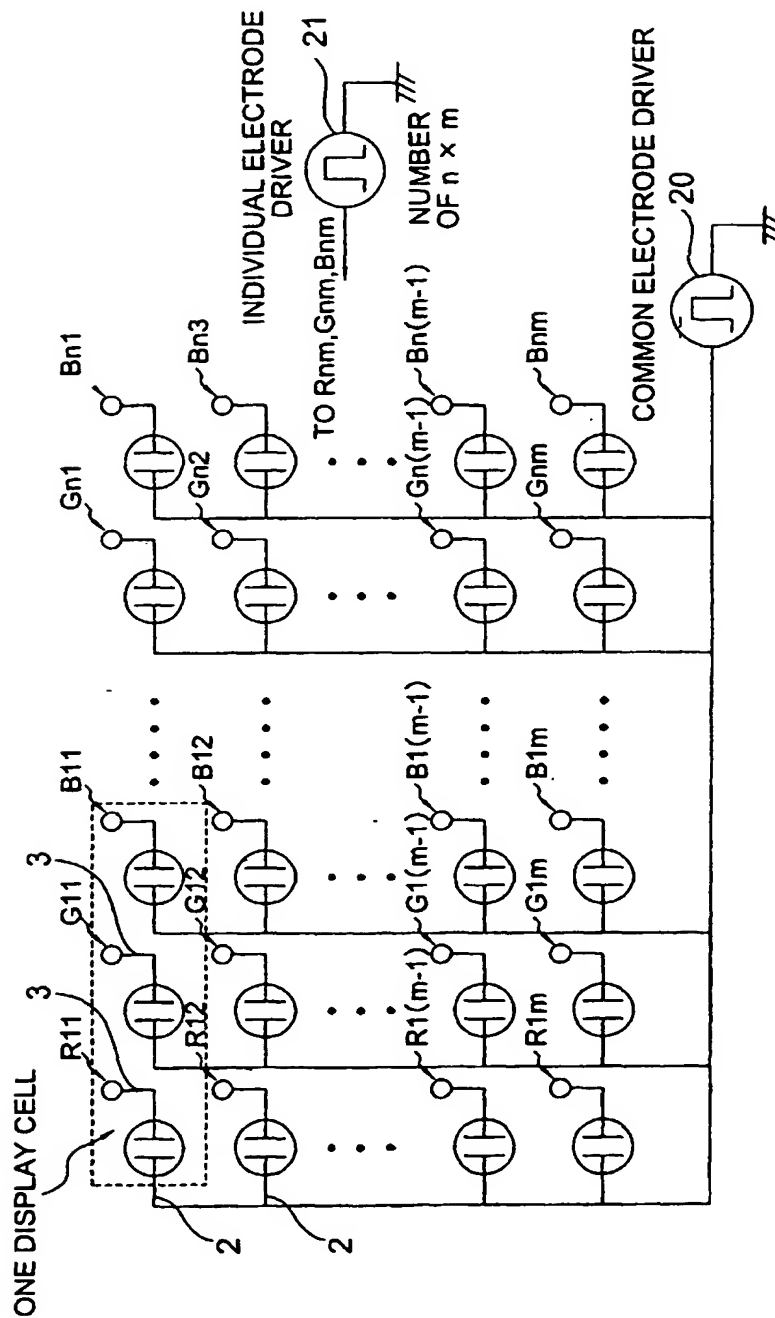 ONE DISPLAY CELL
R11
3
G11
3
B11
Gn1
Bn1
2
R12
G12
B12
Gn2
Bn3
2
R1(m-1)
G1(m-1)
B1(m-1)
Gn(m-1)
Bn(m-1)
R1m
G1m
B1m
Gnm
Bnm
INDIVIDUAL ELECTRODE
DRIVER
21
TO Rnm,Gnm,Bnm
NUMBER
OF n × m
COMMON ELECTRODE DRIVER
20